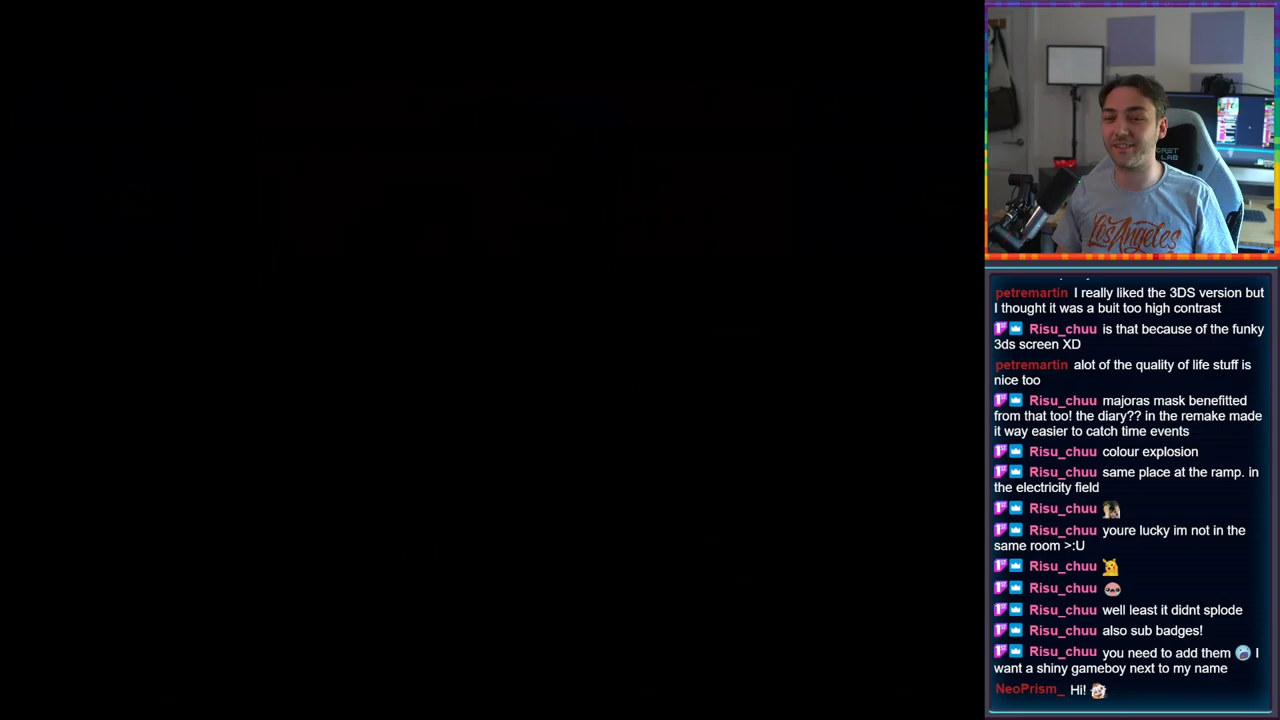 CRET
LAB
Los Angeles
petremartin I really liked the 3DS version but
I thought it was a buit too high contrast
Risu_chuu is that because of the funky
3ds screen XD
petremartin alot of the quality of life stuff is
nice too
Risu_chuu majoras mask benefitted
from that too! the diary?? in the remake made
it way easier to catch time events
Risu_chuu colour explosion
Risu_chuu same place at the ramp. in
the electricity field
Risu_chuu
Risu_chuu youre lucky im not in the
same room >:U
Risu_chuu
Risu_chuu
Risu_chuu well least it didnt splode
Risu_chuu also sub badges!
Risu_chuu you need to add them I
want a shiny gameboy next to my name
NeoPrism_ Hi!